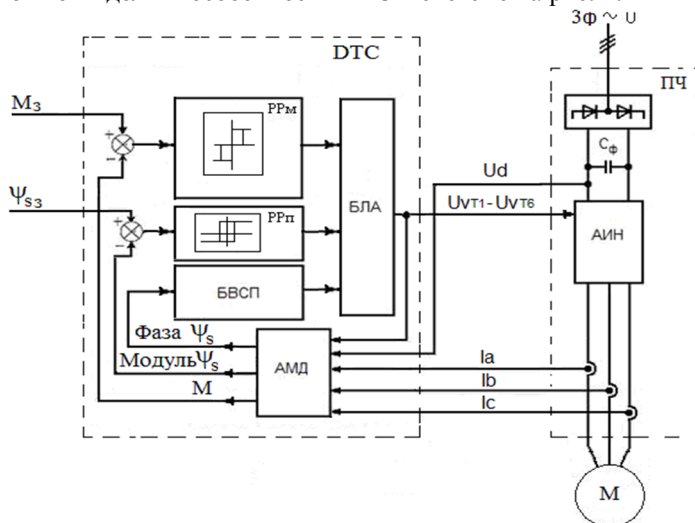 3ф ~ U
DTC
ПЧ
Mз
+
−
РРм
Cф
Ud
БЛА
Ψsз
+
−
РРп
UVT1-UVT6
АИН
БВСП
Фаза Ψs
Модуль Ψs
М
АМД
Ia
Ib
Ic
М